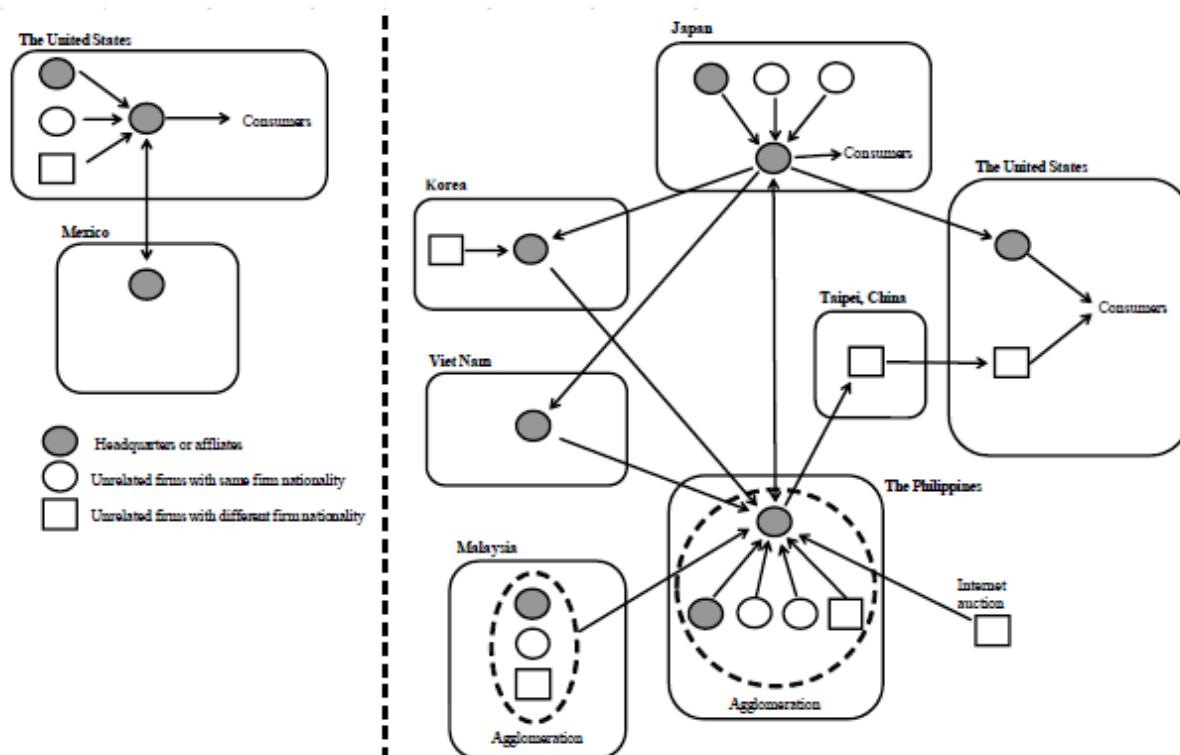 The United States
Consumers
Mexico
Headquarters or affliates
Unrelated firms with same firm nationality
Unrelated firms with different firm nationality
Japan
Consumers
Korea
The United States
Consumers
Taipei, China
Viet Nam
The Philippines
Malaysia
Internet
auction
Agglomeration
Agglomeration